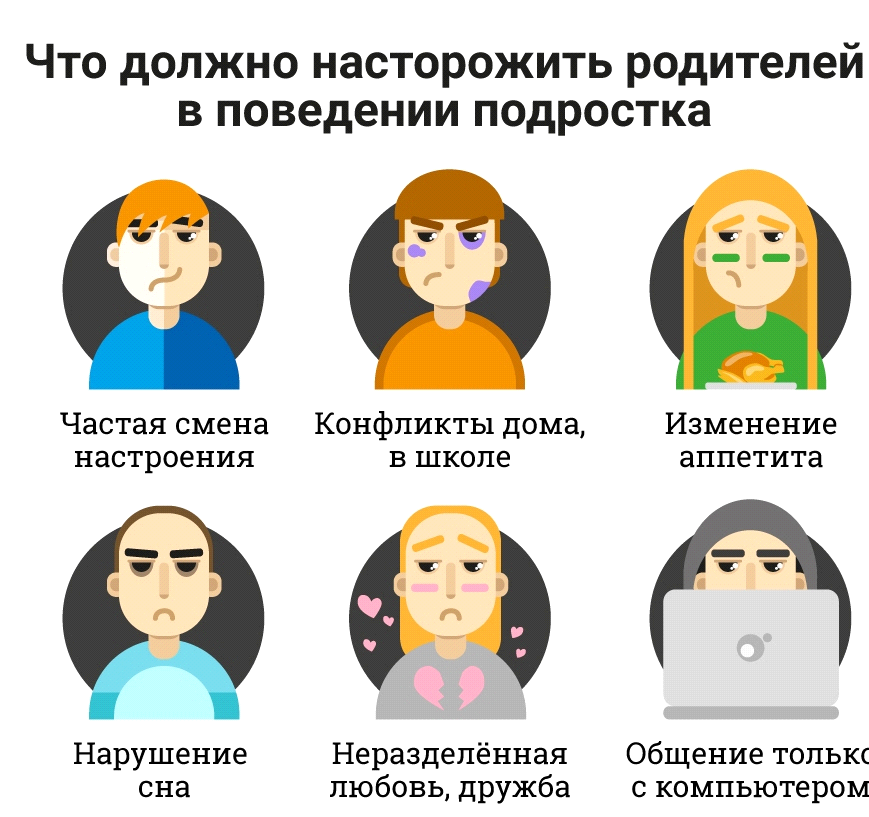 Что должно насторожить родителей
в поведении подростка
Частая смена
настроения
Конфликты дома,
в школе
Изменение
аппетита
Нарушение
сна
Неразделённая
любовь, дружба
Общение только
с компьютером